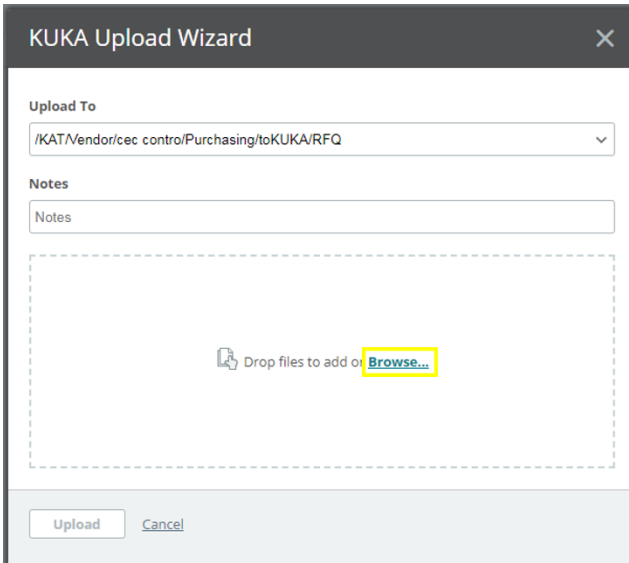 KUKA Upload Wizard
Upload To
/KAT/Vendor/cec contro/Purchasing/toKUKA/RFQ
Notes
Notes
Drop files to add or Browse...
Upload Cancel